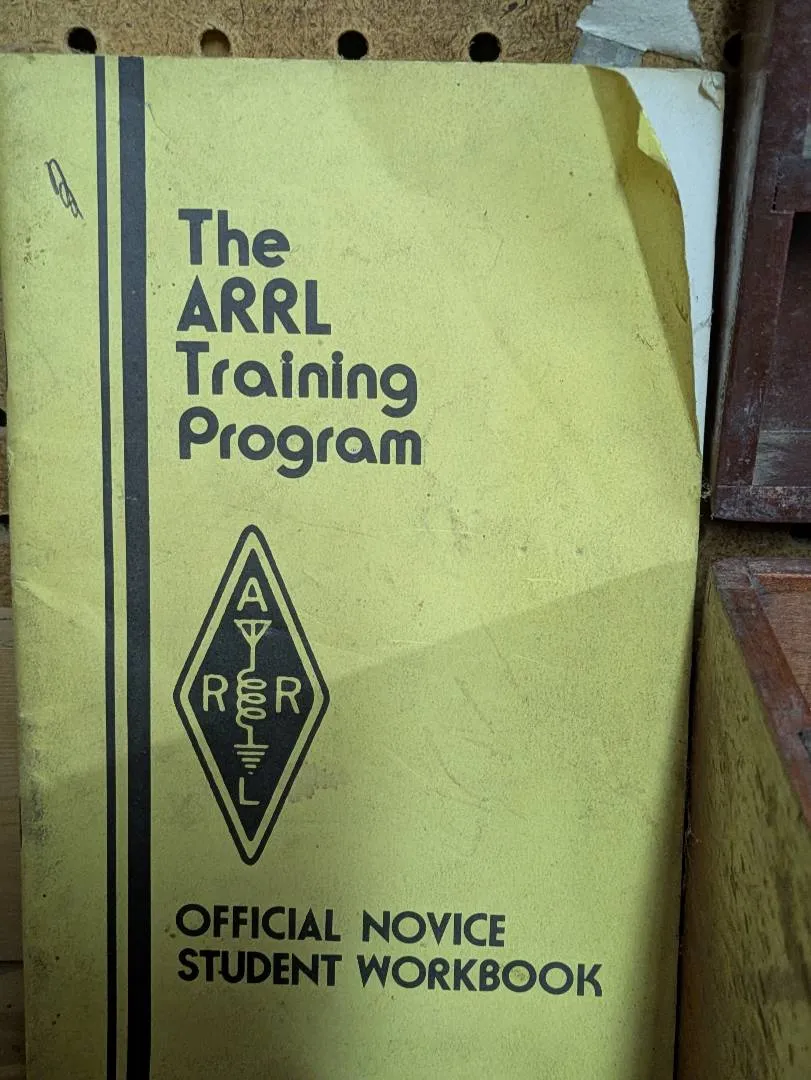 The
ARRL
Training
Program
A
R R
L
OFFICIAL NOVICE
STUDENT WORKBOOK